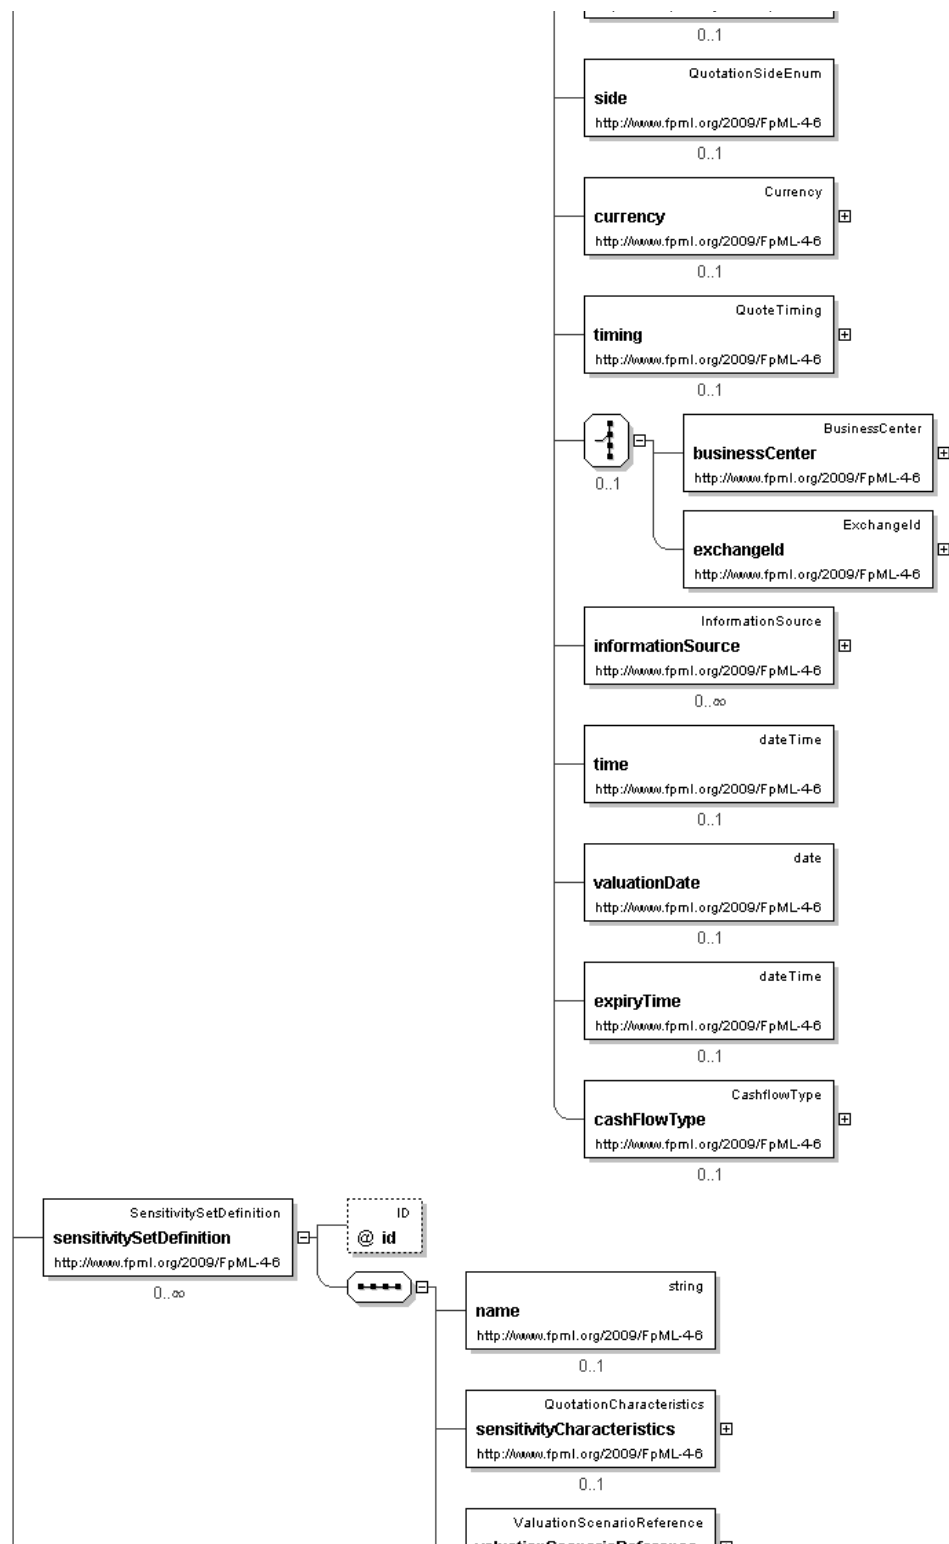 0..1
QuotationSideEnum
side
http://www.fpml.org/2009/FpML-4-6
0..1
Currency
currency
http://www.fpml.org/2009/FpML-4-6
0..1
QuoteTiming
timing
http://www.fpml.org/2009/FpML-4-6
0..1
BusinessCenter
businessCenter
http://www.fpml.org/2009/FpML-4-6
0..1
ExchangeId
exchangeId
http://www.fpml.org/2009/FpML-4-6
InformationSource
informationSource
http://www.fpml.org/2009/FpML-4-6
0..∞
dateTime
time
http://www.fpml.org/2009/FpML-4-6
0..1
date
valuationDate
http://www.fpml.org/2009/FpML-4-6
0..1
dateTime
expiryTime
http://www.fpml.org/2009/FpML-4-6
0..1
CashflowType
cashFlowType
http://www.fpml.org/2009/FpML-4-6
0..1
SensitivitySetDefinition
sensitivitySetDefinition
http://www.fpml.org/2009/FpML-4-6
0..∞
ID
@ id
string
name
http://www.fpml.org/2009/FpML-4-6
0..1
QuotationCharacteristics
sensitivityCharacteristics
http://www.fpml.org/2009/FpML-4-6
0..1
ValuationScenarioReference
valuationScenarioReference